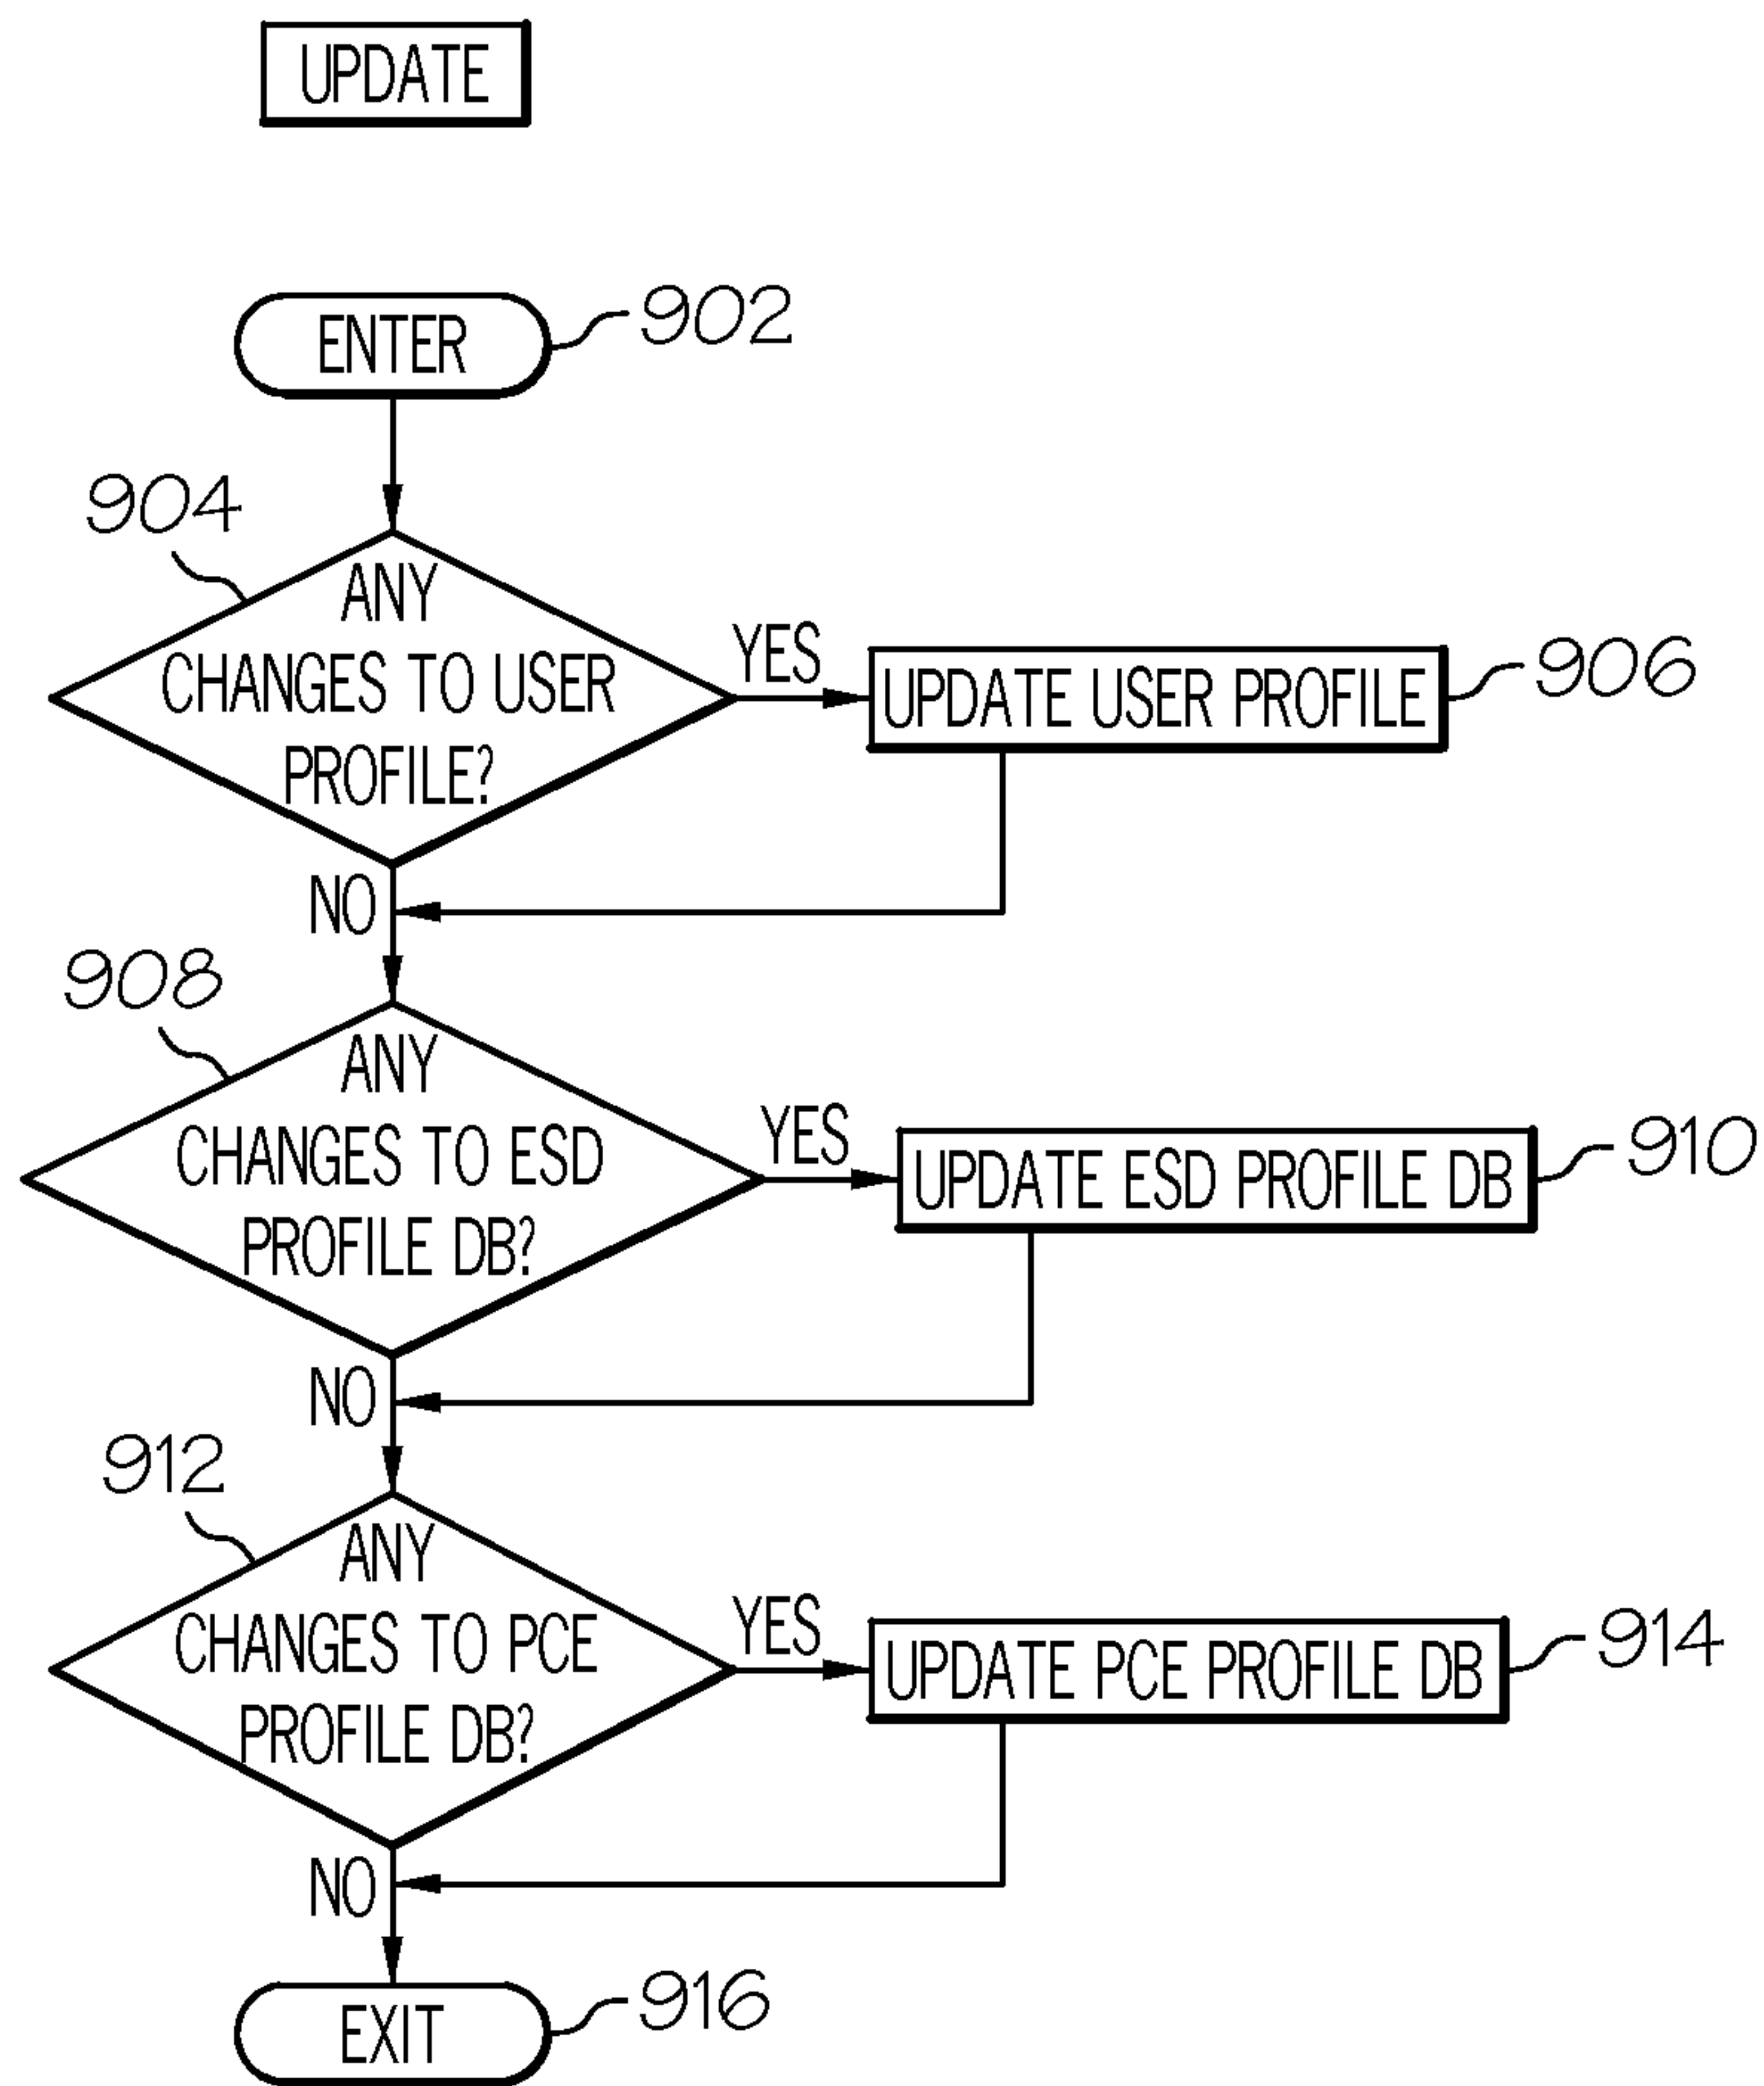 UPDATE
ENTER
902
904
ANY
CHANGES TO USER
PROFILE?
YES
UPDATE USER PROFILE
906
NO
908
ANY
CHANGES TO ESD
PROFILE DB?
YES
UPDATE ESD PROFILE DB
910
NO
912
ANY
CHANGES TO PCE
PROFILE DB?
YES
UPDATE PCE PROFILE DB
914
NO
EXIT
916